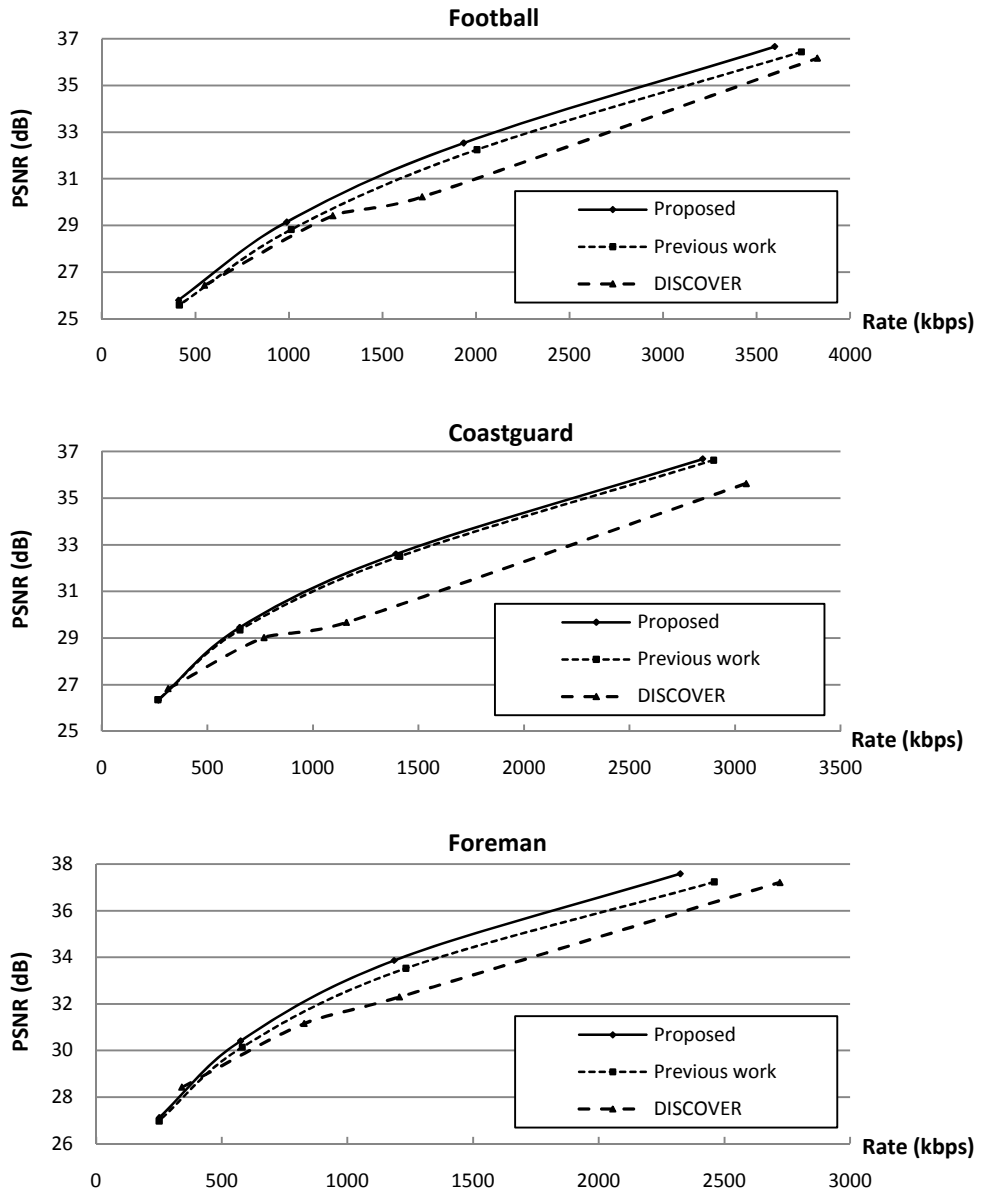 Football
37
35
33
31
29
27
25
PSNR (dB)
Proposed
Previous work
DISCOVER
Rate (kbps)
0 500 1000 1500 2000 2500 3000 3500 4000
Coastguard
37
35
33
31
29
27
25
PSNR (dB)
Proposed
Previous work
DISCOVER
Rate (kbps)
0 500 1000 1500 2000 2500 3000 3500
Foreman
38
36
34
32
30
28
26
PSNR (dB)
Proposed
Previous work
DISCOVER
Rate (kbps)
0 500 1000 1500 2000 2500 3000